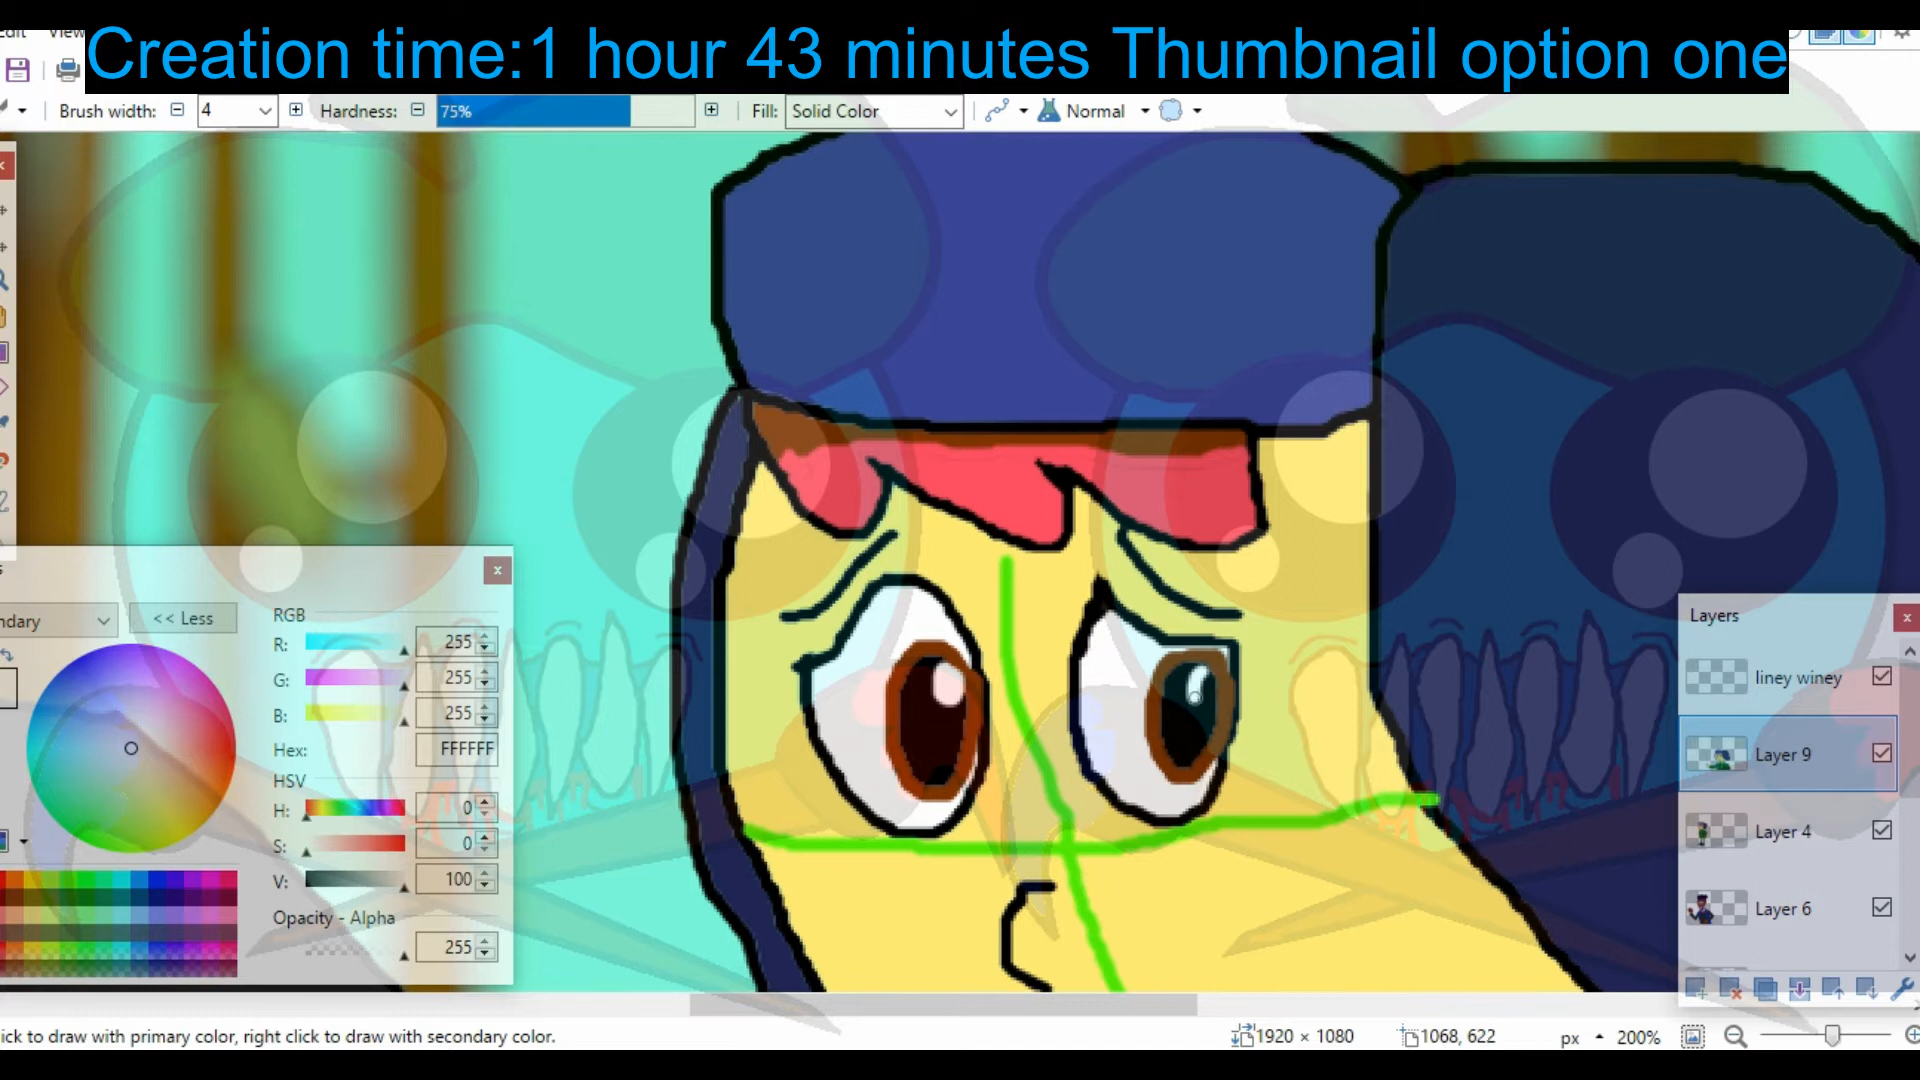 Creation time:1 hour 43 minutes Thumbnail option one
Edit View
Brush width: 4 Hardness: 75% Fill: Solid Color Normal
<< Less
RGB
R: 255
G: 255
B: 255
Hex: FFFFFF
HSV
H: 0
S: 0
V: 100
Opacity - Alpha
255
Layers
liney winey
Layer 9
Layer 4
Layer 6
ick to draw with primary color, right click to draw with secondary color.
1920 × 1080 1068, 622 px 200%